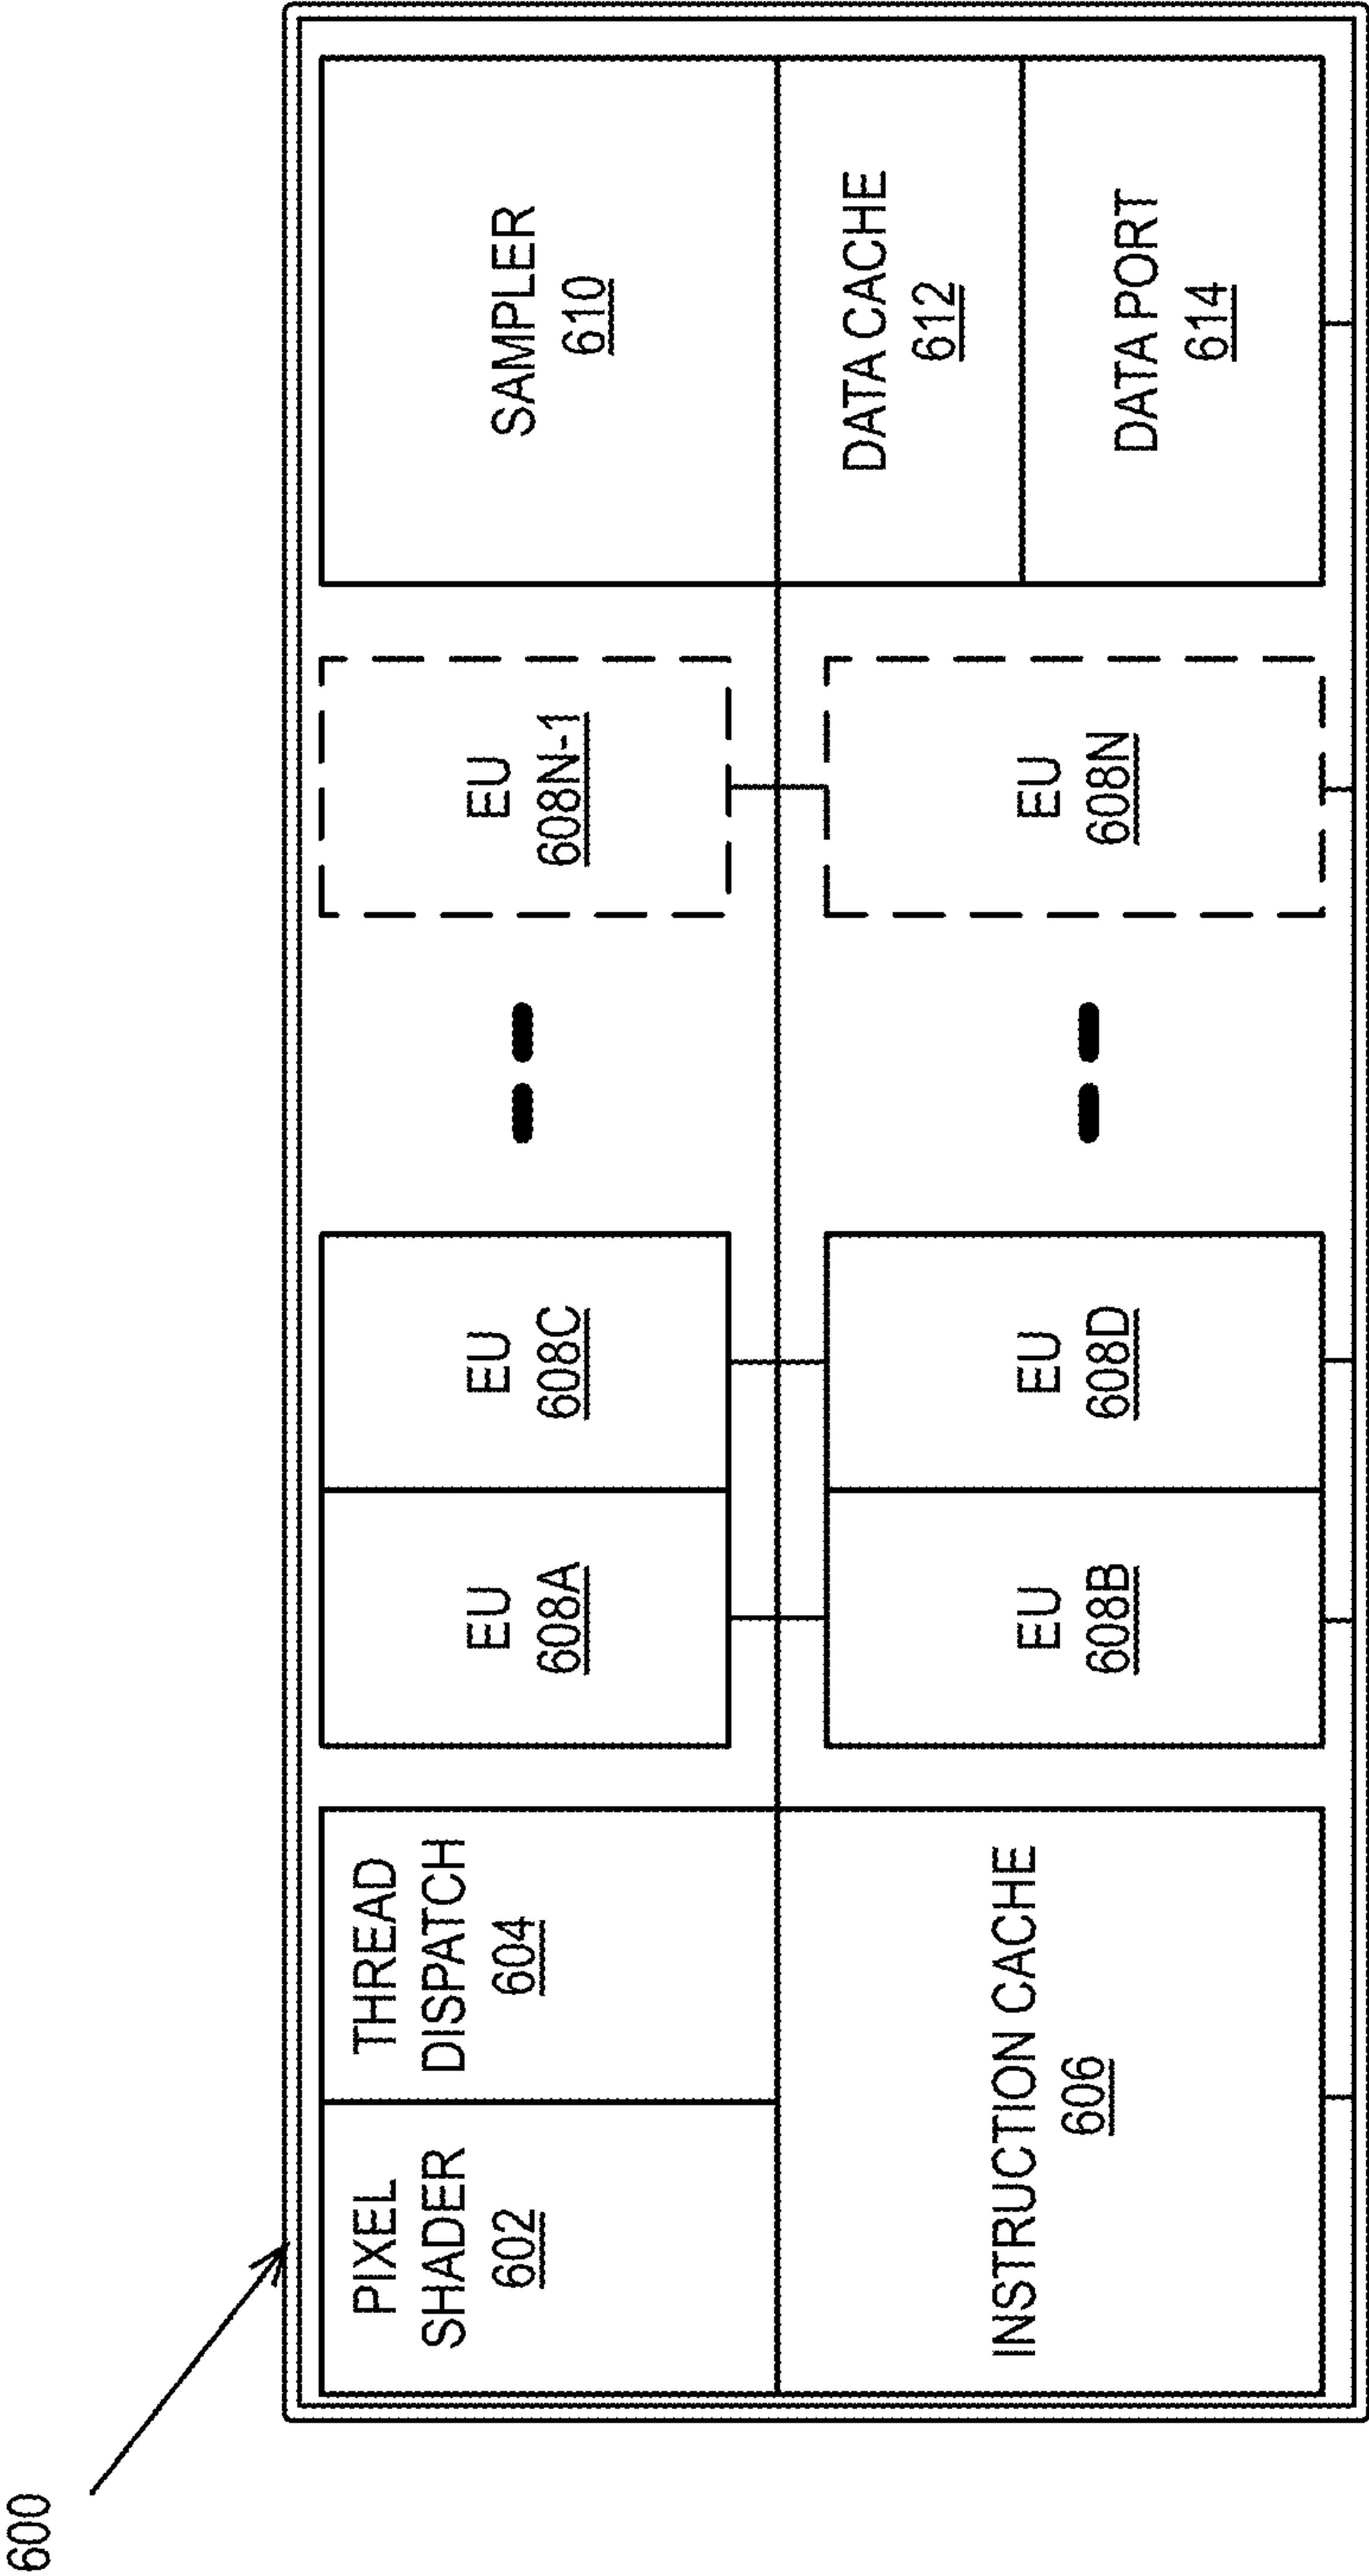 600
PIXEL
SHADER
602
THREAD
DISPATCH
604
INSTRUCTION CACHE
606
EU
608A
EU
608C
EU
608B
EU
608D
EU
608N-1
EU
608N
SAMPLER
610
DATA CACHE
612
DATA PORT
614